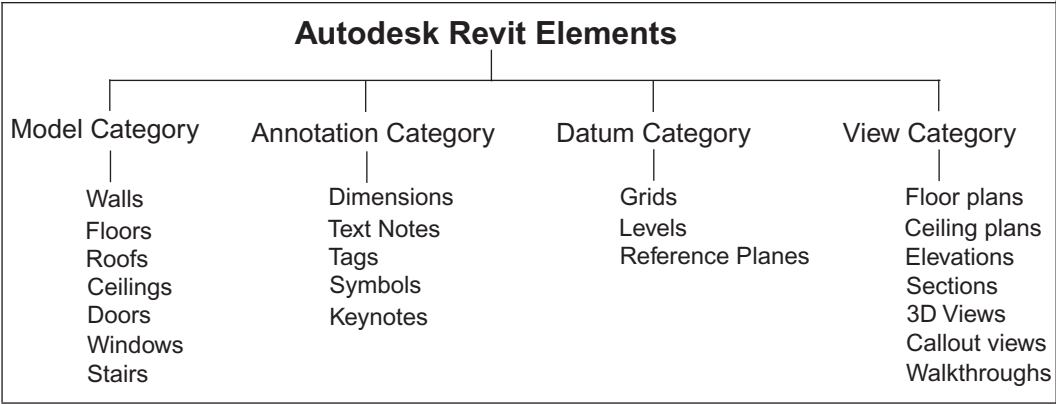 Autodesk Revit Elements
Model Category
Walls
Floors
Roofs
Ceilings
Doors
Windows
Stairs
Annotation Category
Dimensions
Text Notes
Tags
Symbols
Keynotes
Datum Category
Grids
Levels
Reference Planes
View Category
Floor plans
Ceiling plans
Elevations
Sections
3D Views
Callout views
Walkthroughs